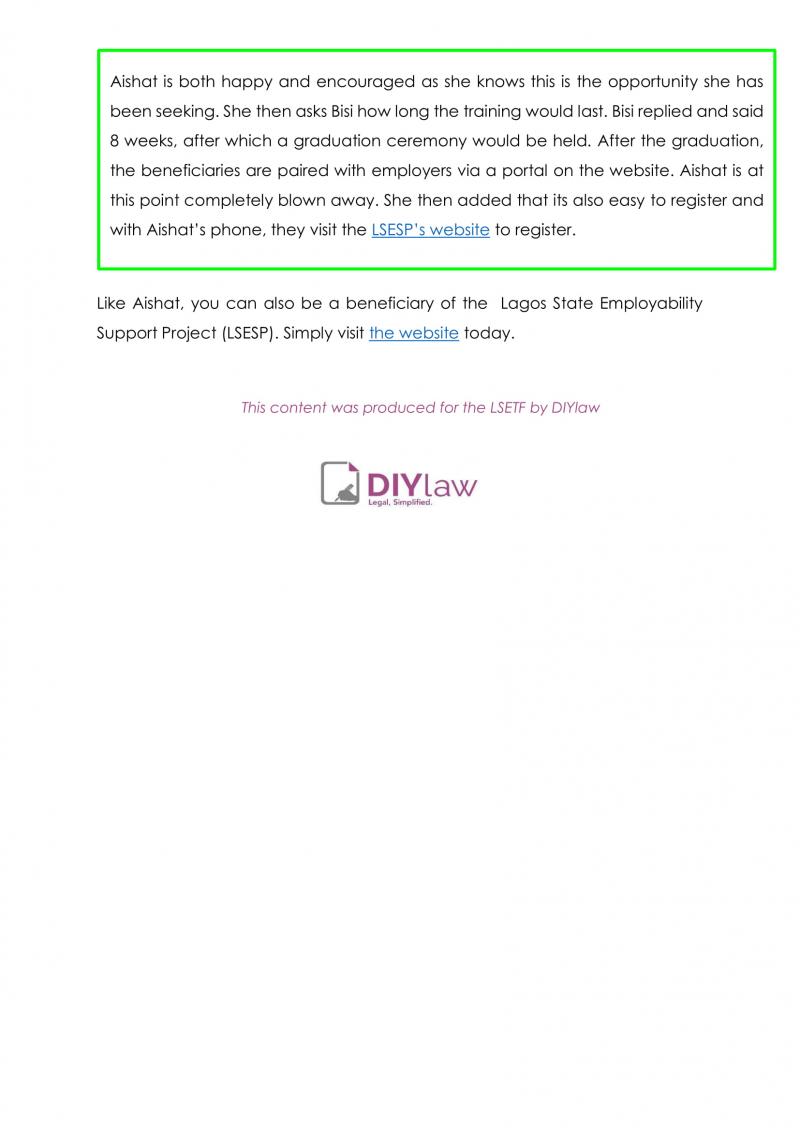 Aishat is both happy and encouraged as she knows this is the opportunity she has
been seeking. She then asks Bisi how long the training would last. Bisi replied and said
8 weeks, after which a graduation ceremony would be held. After the graduation,
the beneficiaries are paired with employers via a portal on the website. Aishat is at
this point completely blown away. She then added that its also easy to register and
with Aishat’s phone, they visit the LSESP’s website to register.
Like Aishat, you can also be a beneficiary of the  Lagos State Employability
Support Project (LSESP). Simply visit the website today.
This content was produced for the LSETF by DIYlaw
DIYlaw
Legal, Simplified.